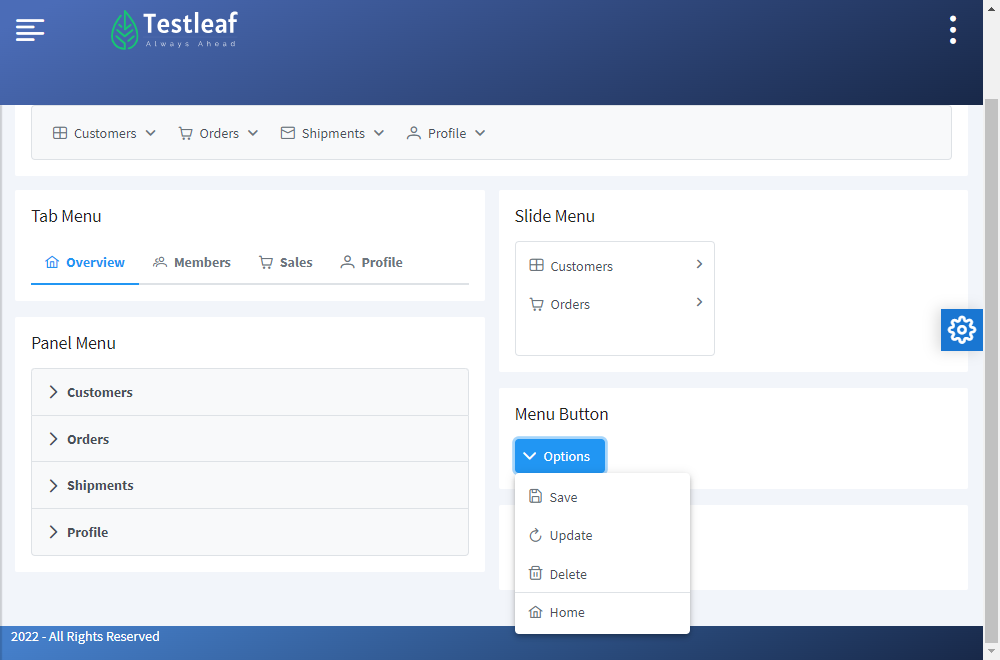 Testleaf
Always Ahead
Customers Orders Shipments Profile
Tab Menu
Overview Members Sales Profile
Panel Menu
Customers
Orders
Shipments
Profile
Slide Menu
Customers
Orders
Menu Button
Options
Save
Update
Delete
Home
2022 - All Rights Reserved